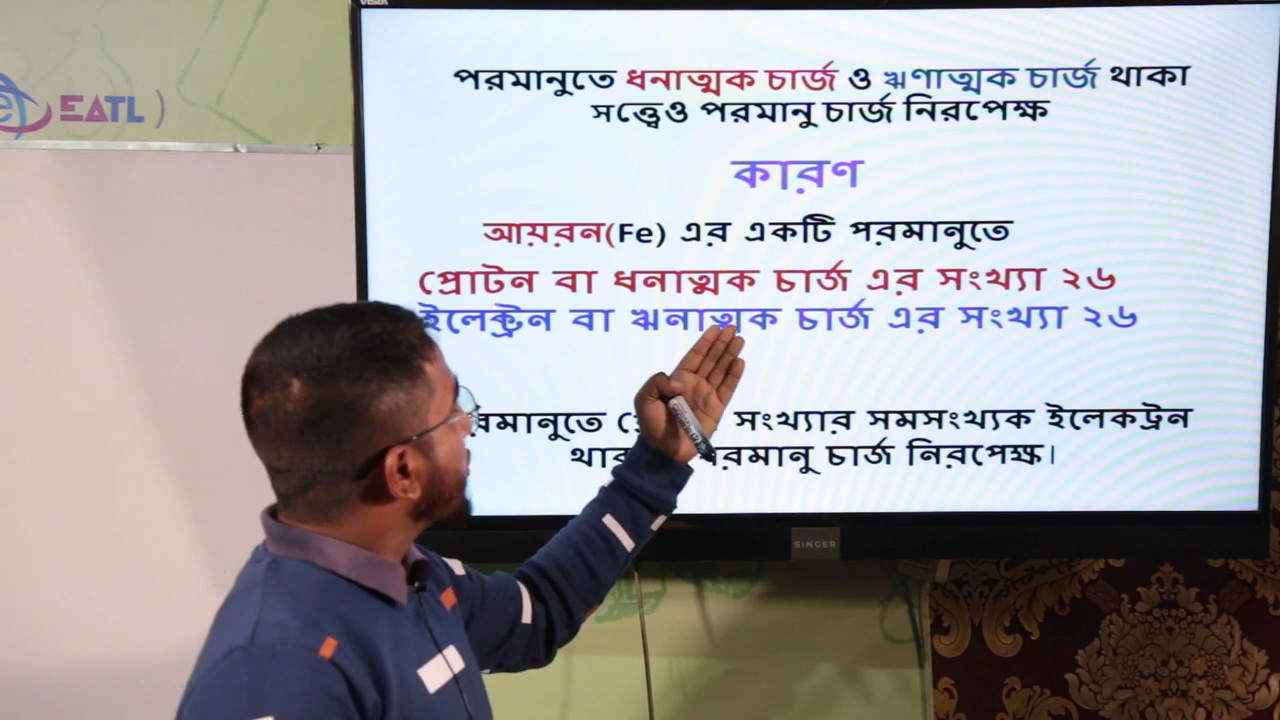 EATL )
পরমানুতে ধনাত্মক চার্জ ও ঋণাত্মক চার্জ থাকা
সত্ত্বেও পরমানু চার্জ নিরপেক্ষ
কারণ
আয়রন(Fe) এর একটি পরমানুতে
প্রোটন বা ধনাত্মক চার্জ এর সংখ্যা ২৬
ইলেক্ট্রন বা ঋনাত্মক চার্জ এর সংখ্যা ২৬
সংখ্যার সমসংখ্যক ইলেকট্রন
চার্জ নিরপেক্ষ।
SINGER